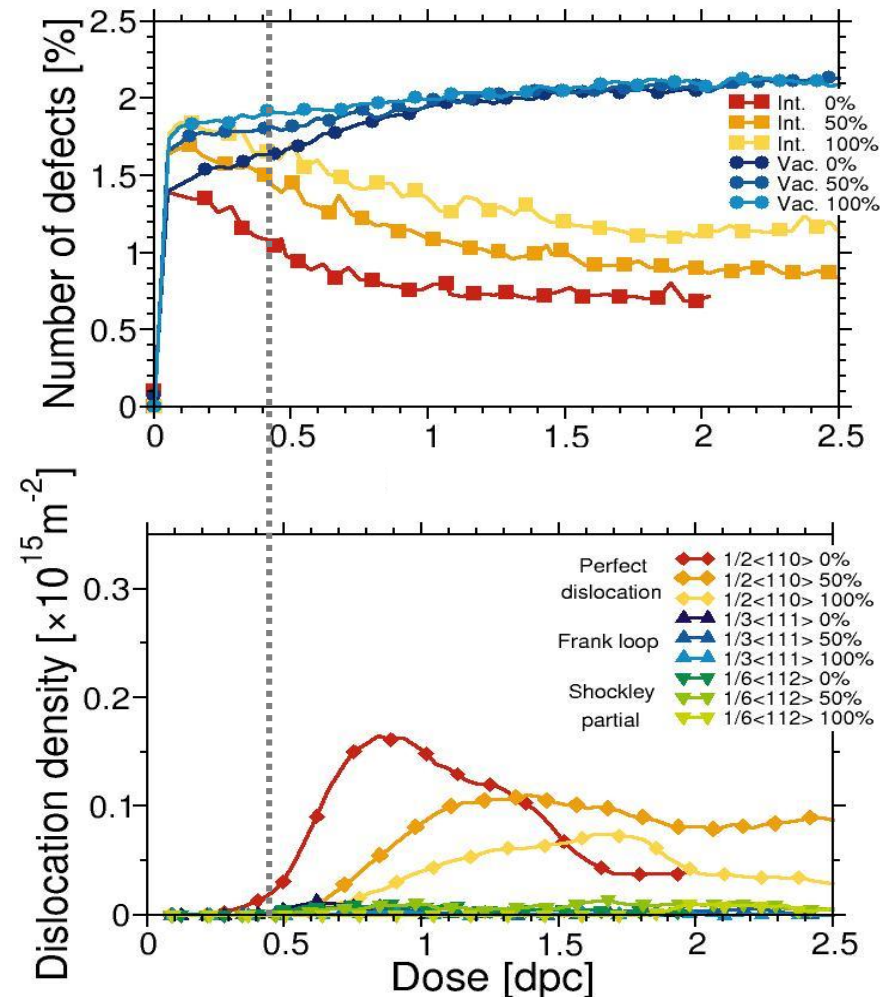 Number of defects [%]
2.5
2
1.5
1
0.5
0
Int. 0%
Int. 50%
Int. 100%
Vac. 0%
Vac. 50%
Vac. 100%
0 0.5 1 1.5 2 2.5
Dislocation density [×10¹⁵m⁻²]
0.3
0.2
0.1
0
Perfect
dislocation
Frank loop
Shockley
partial
1/2<110> 0%
1/2<110> 50%
1/2<110> 100%
1/3<111> 0%
1/3<111> 50%
1/3<111> 100%
1/6<112> 0%
1/6<112> 50%
1/6<112> 100%
0 0.5 1 1.5 2 2.5
Dose [dpc]